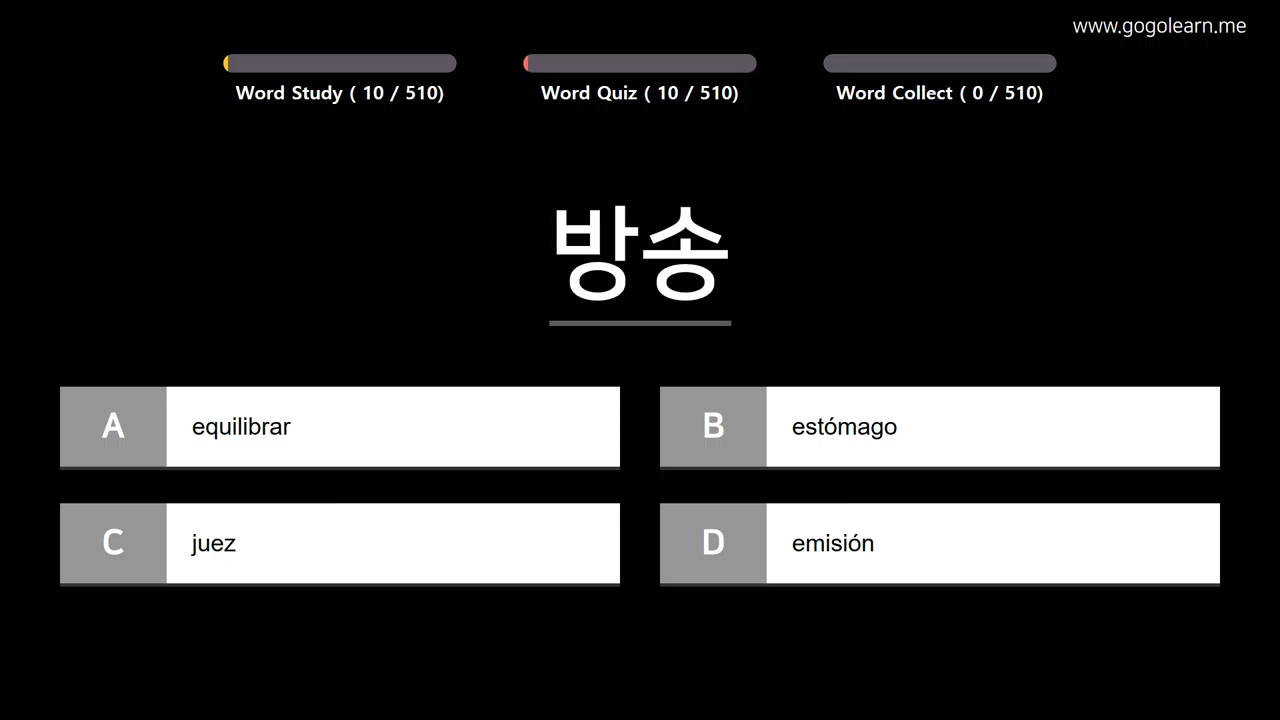 www.gogolearn.me
Word Study ( 10 / 510)
Word Quiz ( 10 / 510)
Word Collect ( 0 / 510)
방송
A equilibrar
B estómago
C juez
D emisión